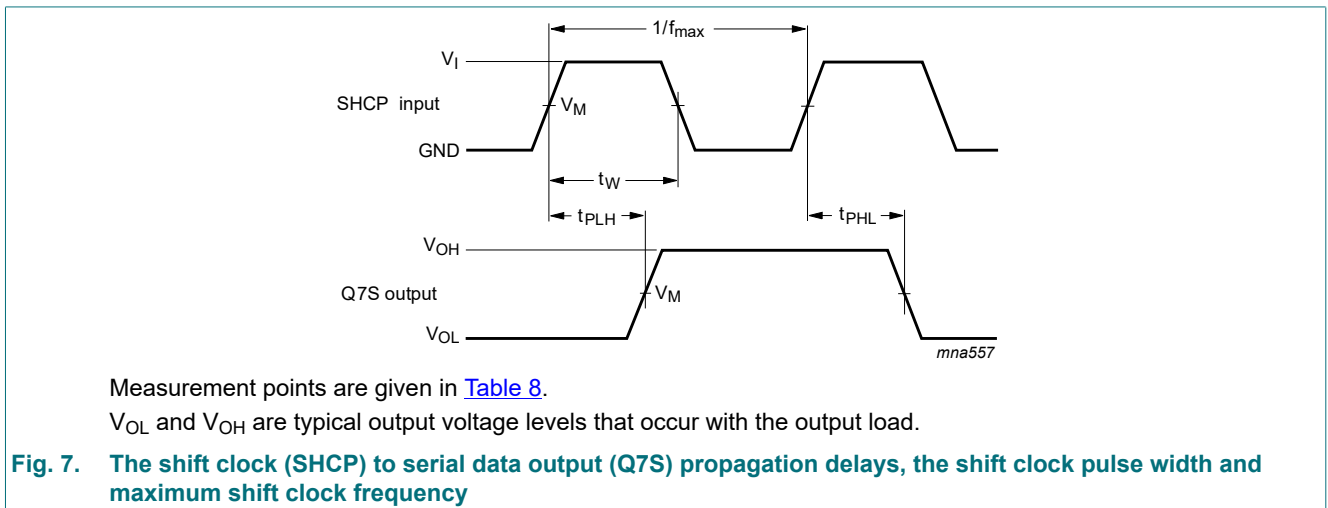 1/fmax
VI
SHCP input
VM
GND
tW
tPLH
tPHL
VOH
Q7S output
VM
VOL
mna557
Measurement points are given in Table 8.
VOL and VOH are typical output voltage levels that occur with the output load.
Fig. 7. The shift clock (SHCP) to serial data output (Q7S) propagation delays, the shift clock pulse width and
maximum shift clock frequency